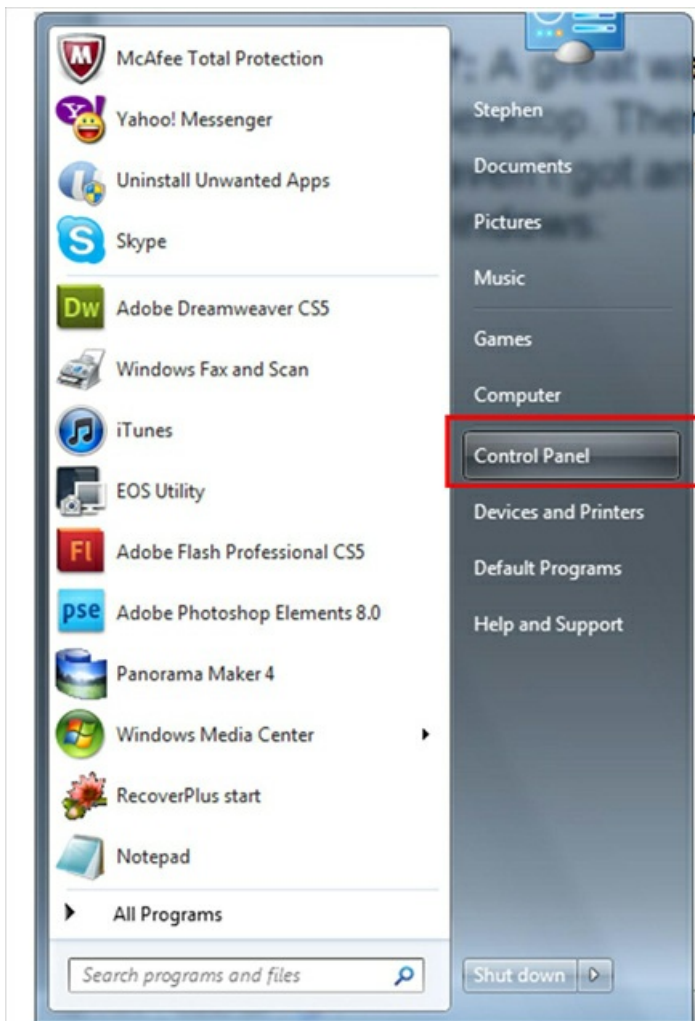 McAfee Total Protection
Yahoo! Messenger
Uninstall Unwanted Apps
Skype
Dw
Adobe Dreamweaver CS5
Windows Fax and Scan
iTunes
EOS Utility
Fl
Adobe Flash Professional CS5
pse
Adobe Photoshop Elements 8.0
Panorama Maker 4
Windows Media Center
RecoverPlus start
Notepad
All Programs
Search programs and files
Stephen
Documents
Pictures
Music
Games
Computer
Control Panel
Devices and Printers
Default Programs
Help and Support
Shut down